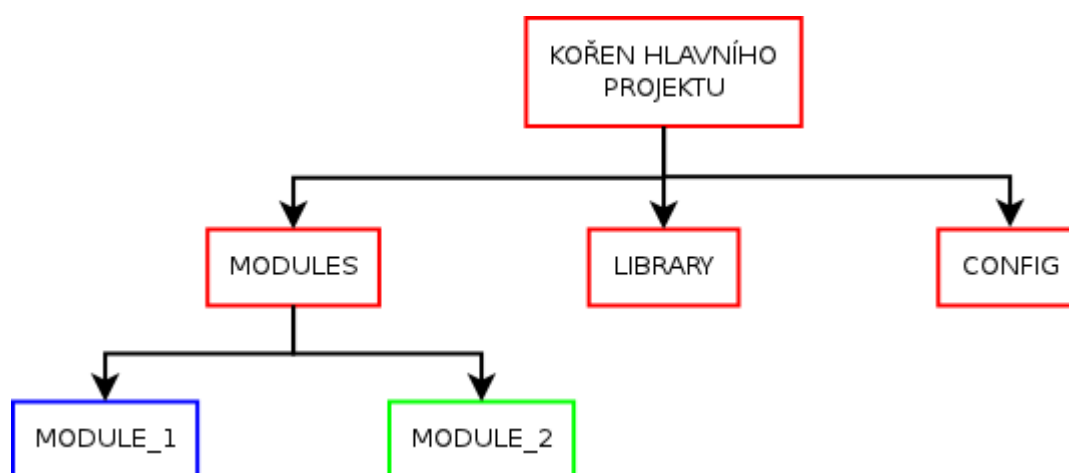 KOŘEN HLAVNÍHO
PROJEKTU
MODULES
LIBRARY
CONFIG
MODULE_1
MODULE_2